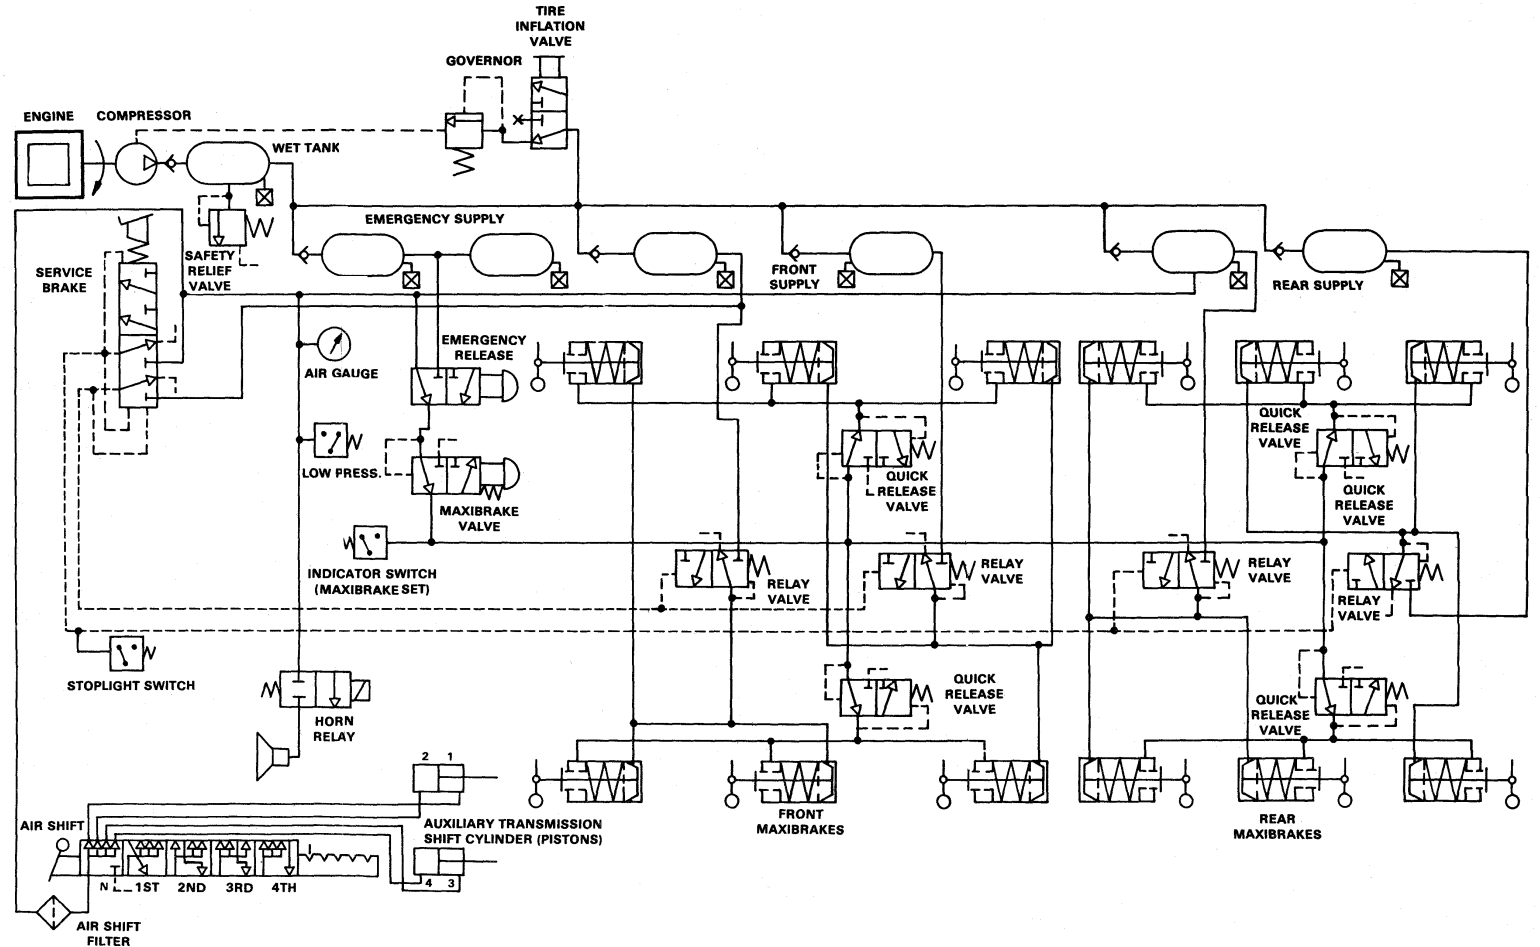 TIRE
INFLATION
VALVE
GOVERNOR
ENGINE
COMPRESSOR
WET TANK
EMERGENCY SUPPLY
SAFETY
RELIEF
VALVE
SERVICE
BRAKE
FRONT
SUPPLY
REAR SUPPLY
EMERGENCY
RELEASE
AIR GAUGE
LOW PRESS.
MAXIBRAKE
VALVE
INDICATOR SWITCH
(MAXIBRAKE SET)
QUICK
RELEASE
VALVE
QUICK
RELEASE
VALVE
QUICK
RELEASE
VALVE
RELAY
VALVE
RELAY
VALVE
RELAY
VALVE
RELAY
VALVE
STOPLIGHT SWITCH
HORN
RELAY
QUICK
RELEASE
VALVE
QUICK
RELEASE
VALVE
2 1
AUXILIARY TRANSMISSION
SHIFT CYLINDER (PISTONS)
4 3
FRONT
MAXIBRAKES
REAR
MAXIBRAKES
AIR SHIFT
N 1ST 2ND 3RD 4TH
AIR SHIFT
FILTER